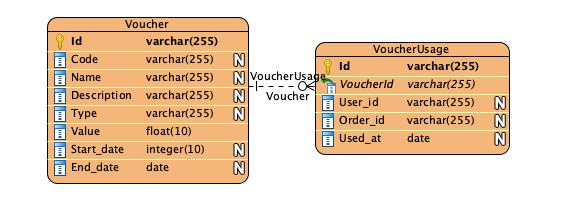 Voucher
Id varchar(255)
Code varchar(255) N
Name varchar(255) N
Description varchar(255) N
Type varchar(255) N
Value float(10)
Start_date integer(10) N
End_date date N
VoucherUsage
Voucher
VoucherUsage
Id varchar(255)
VoucherId varchar(255)
User_id varchar(255) N
Order_id varchar(255) N
Used_at date N